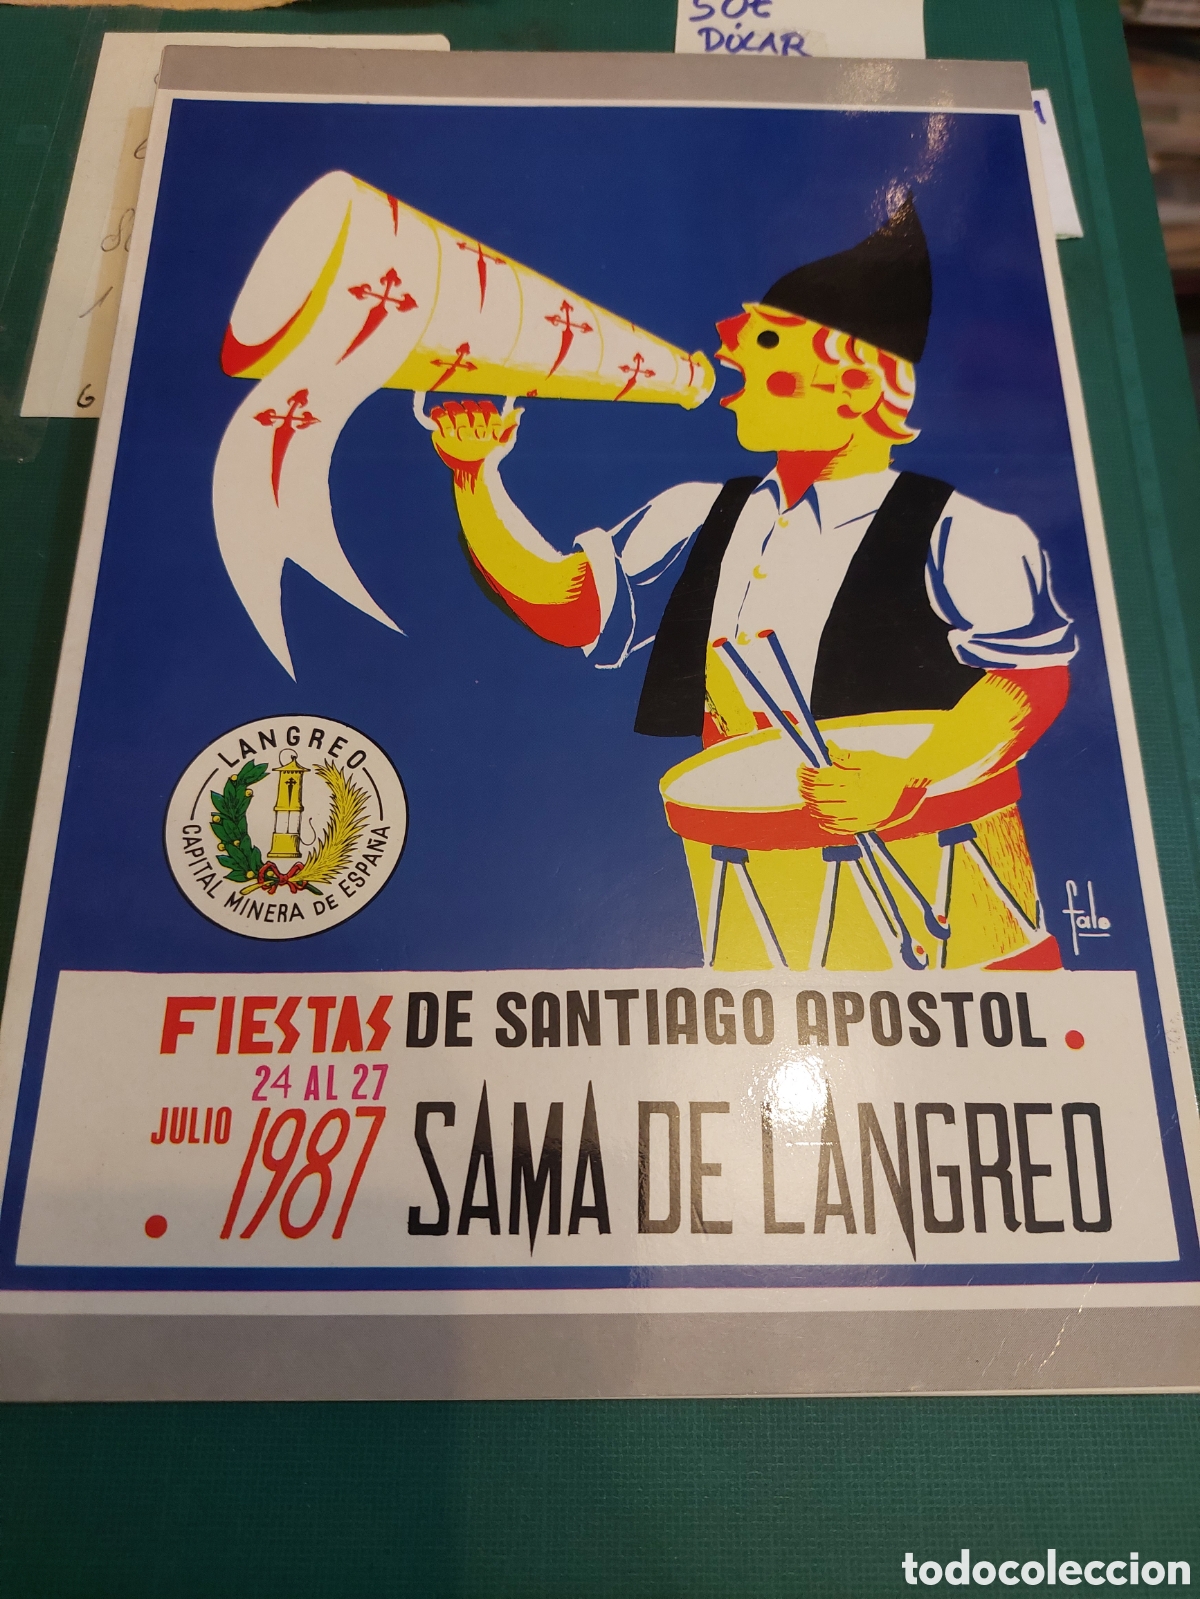 50€
DÓLAR
6
LANGREO
CAPITAL MINERA DE ESPAÑA
falo
FIESTAS DE SANTIAGO APOSTOL.
24 AL 27
JULIO 1987
SAMA DE LANGREO
todocoleccion